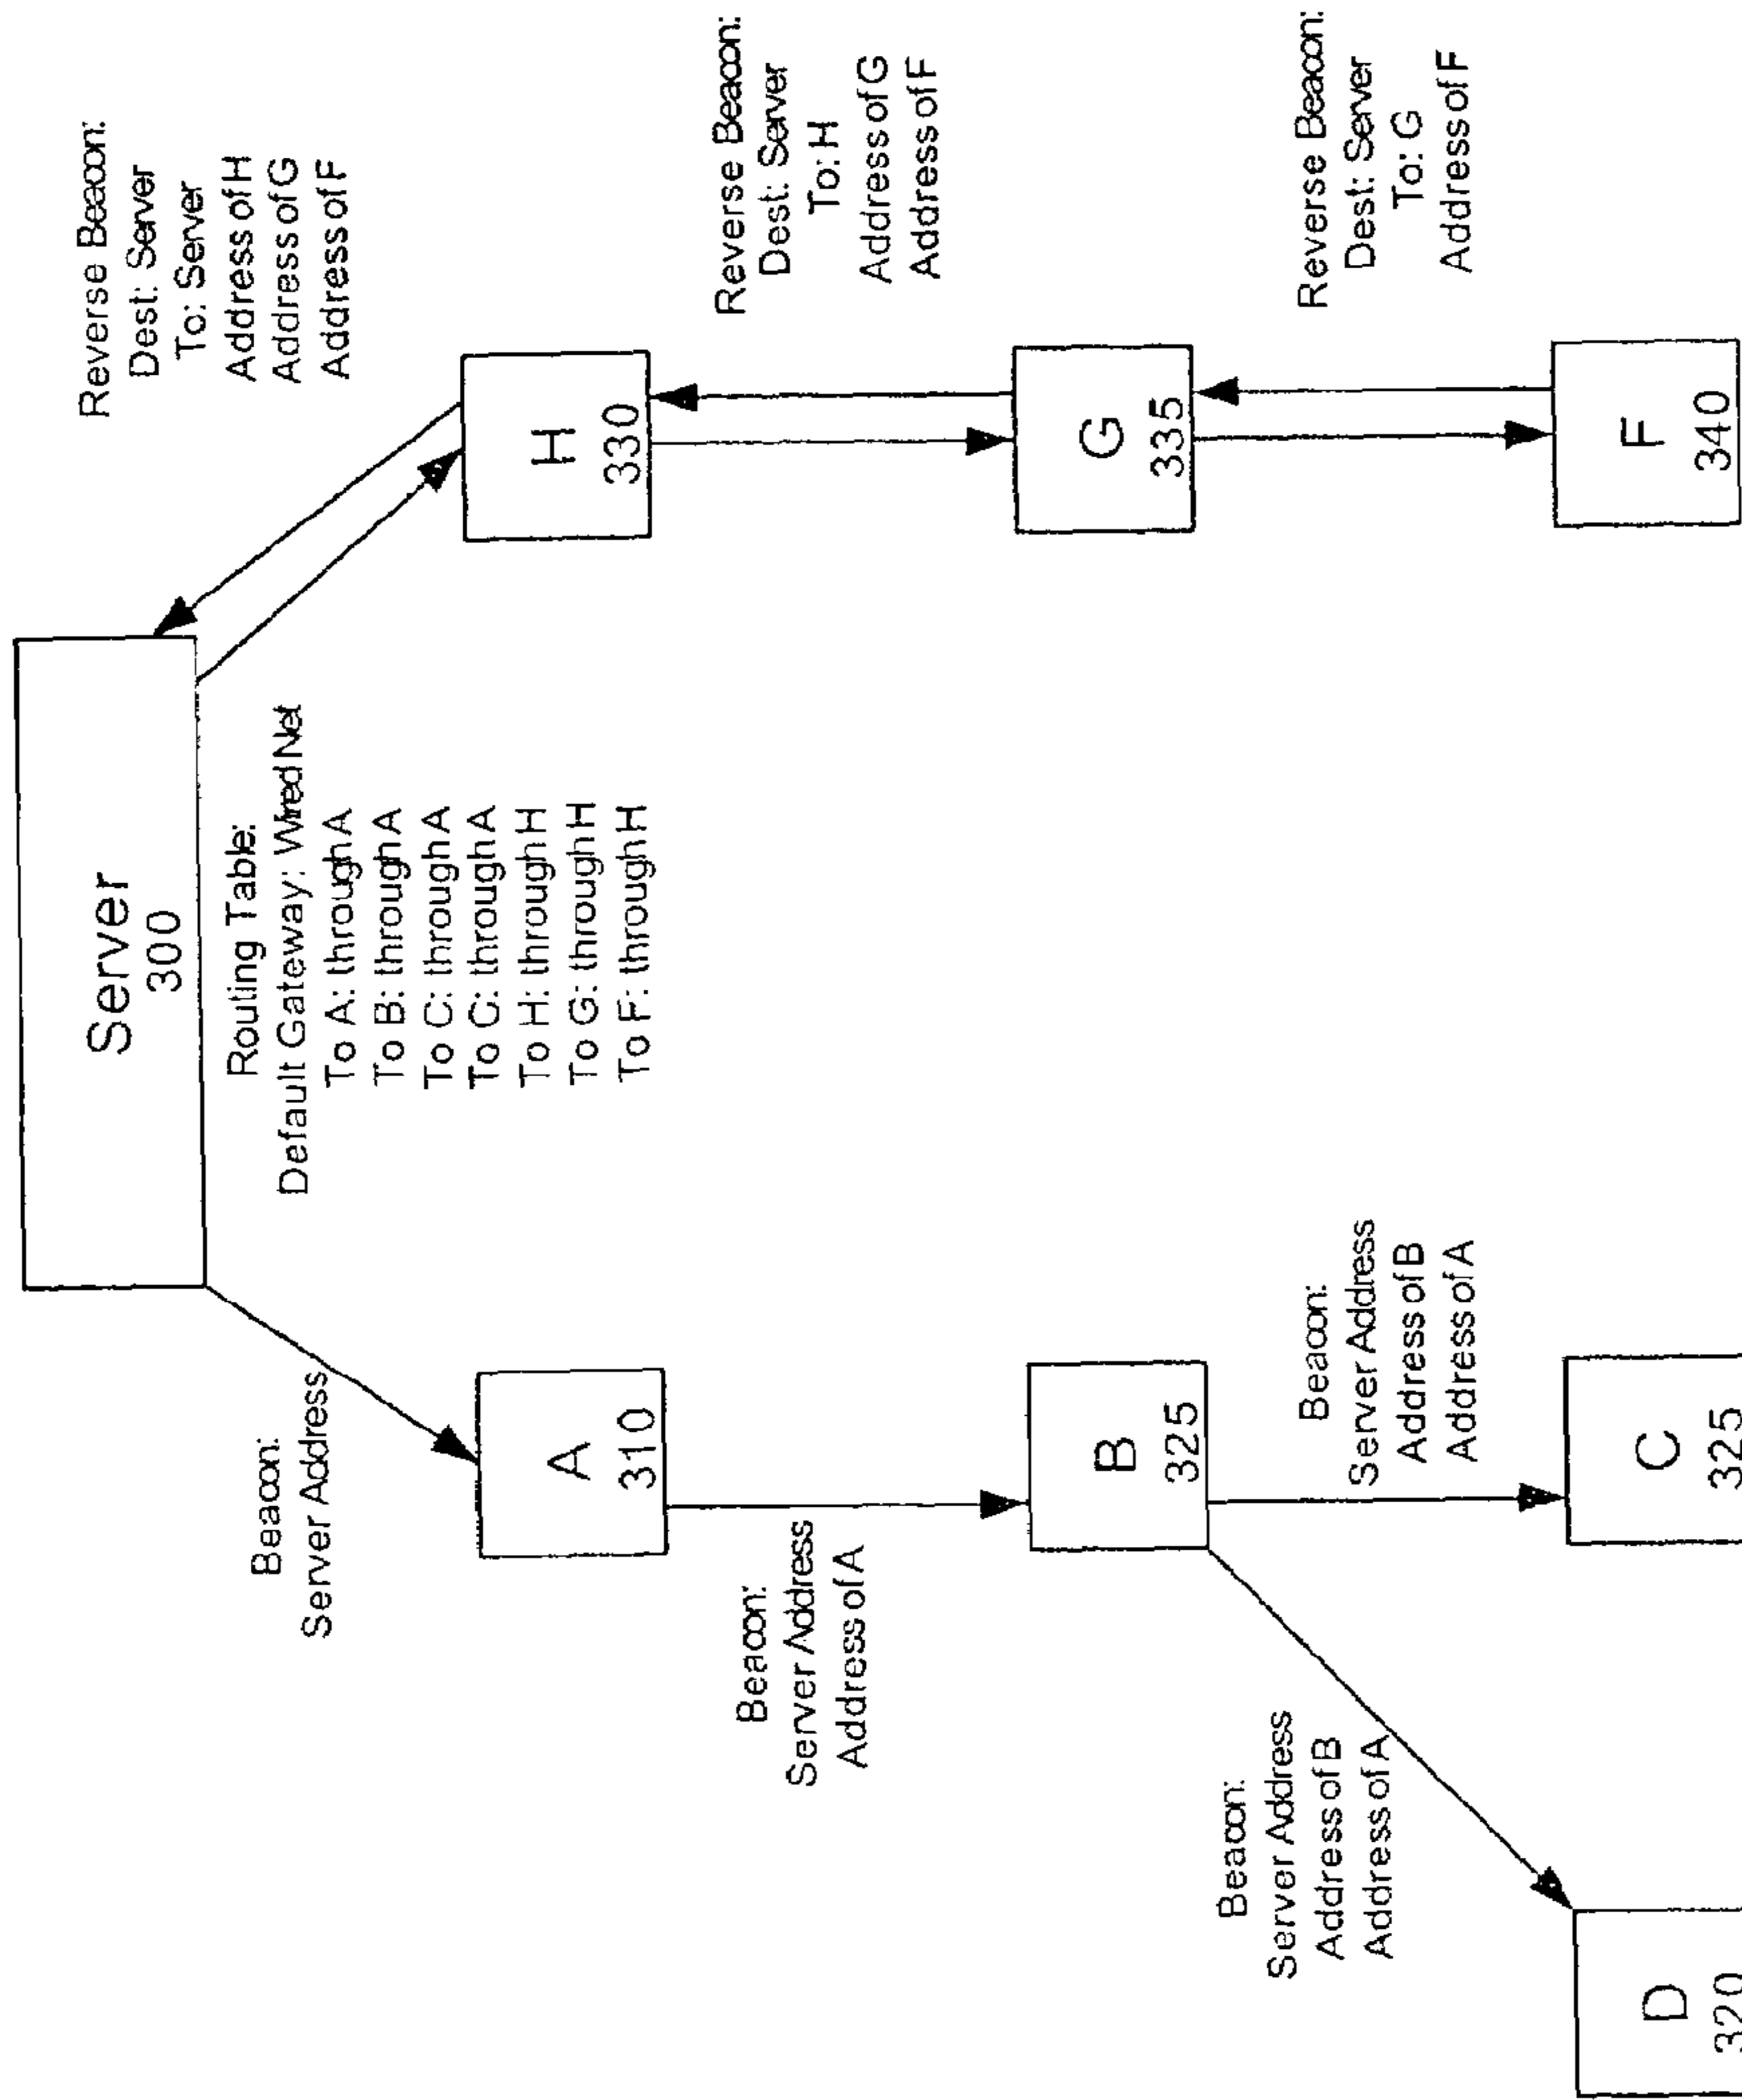 Server
300
Routing Table:
Default Gateway: Wired Net
To A: through A
To B: through A
To C: through A
To C: through A
To H: through H
To G: through H
To F: through H
Reverse Beacon:
Dest: Server
To: Server
Address of H
Address of G
Address of F
Beacon:
Server Address
A
310
H
330
Beacon:
Server Address
Address of A
Reverse Beacon:
Dest: Server
To: H
Address of G
Address of F
B
325
G
335
Beacon:
Server Address
Address of B
Address of A
Beacon:
Server Address
Address of B
Address of A
Reverse Beacon:
Dest: Server
To: G
Address of F
D
320
C
325
F
340